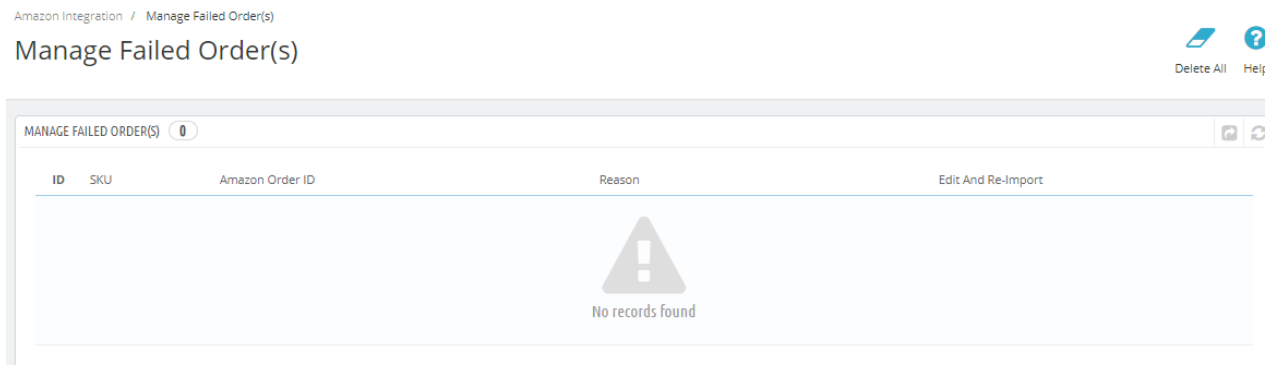 Amazon Integration / Manage Failed Order(s)
Manage Failed Order(s)
Delete All Help
MANAGE FAILED ORDER(S) 0
ID SKU Amazon Order ID Reason Edit And Re-Import
No records found